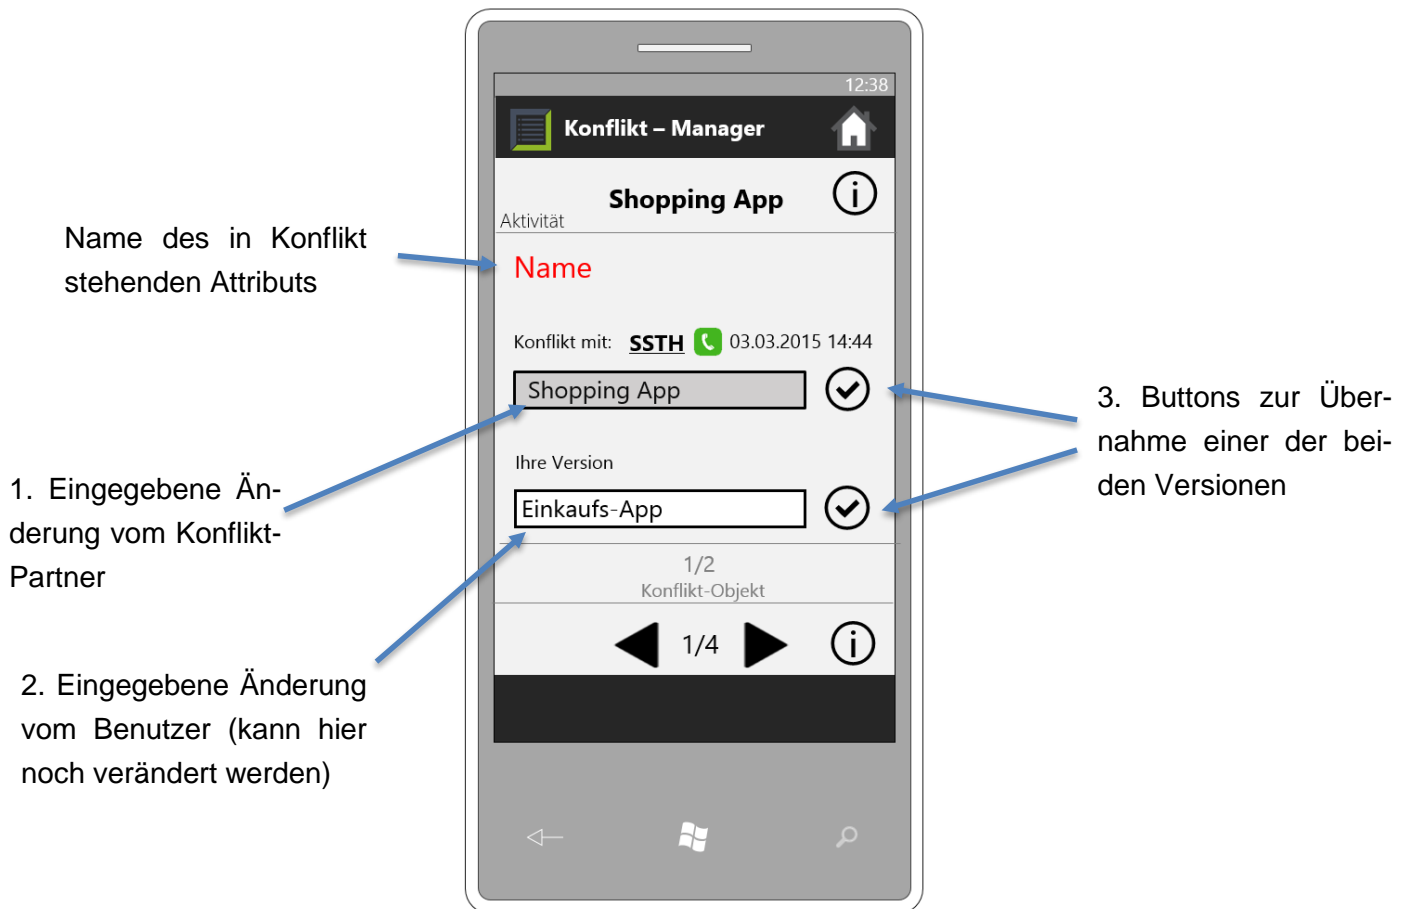 12:38
Konflikt – Manager
Shopping App
Aktivität
Name des in Konflikt
stehenden Attributs
Name
Konflikt mit: SSTH 03.03.2015 14:44
Shopping App
3. Buttons zur Über-
nahme einer der bei-
den Versionen
Ihre Version
1. Eingegebene Än-
derung vom Konflikt-
Partner
Einkaufs-App
1/2
Konflikt-Objekt
1/4
2. Eingegebene Änderung
vom Benutzer (kann hier
noch verändert werden)